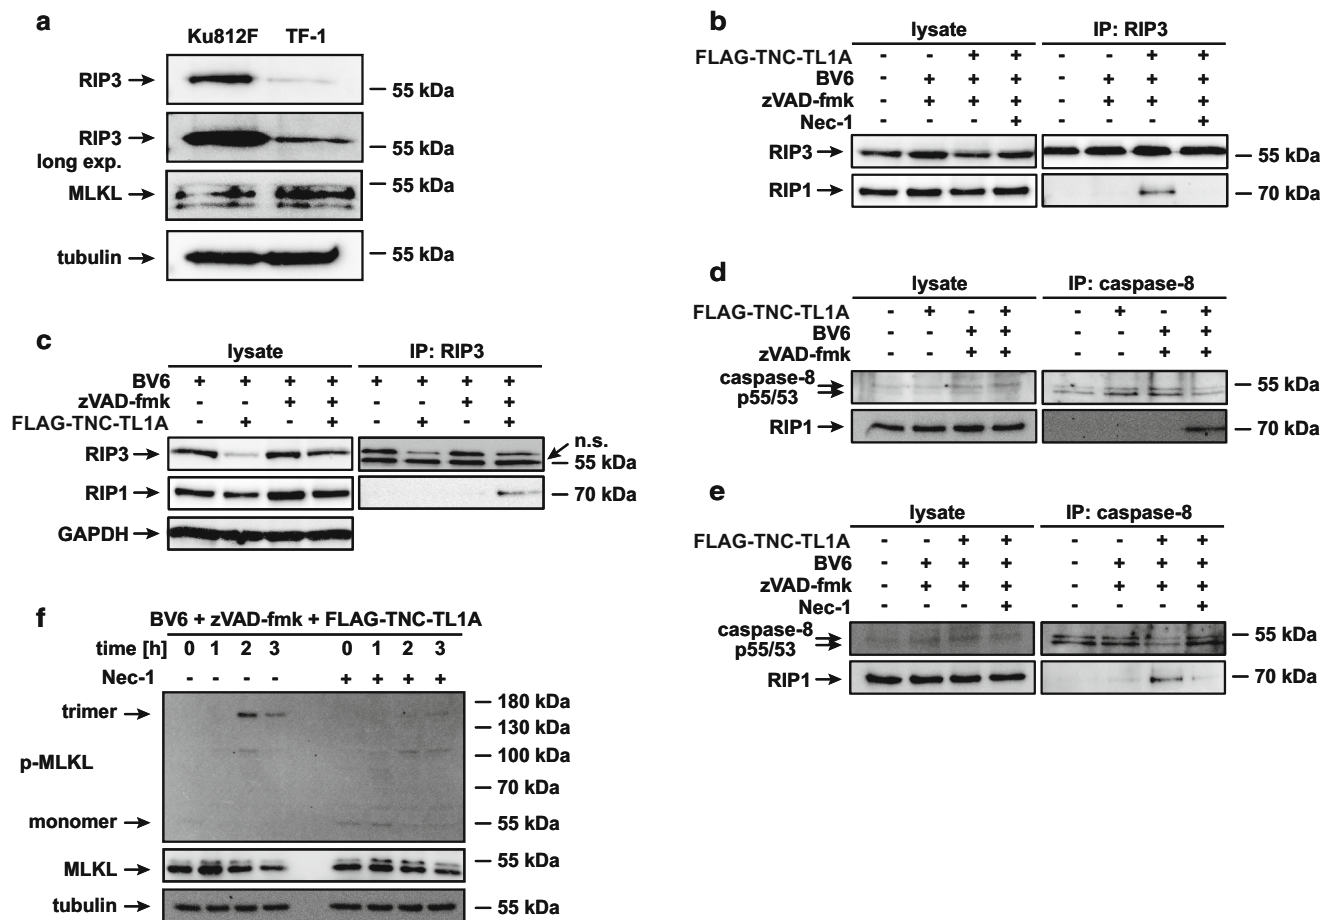 a
Ku812F TF-1
RIP3
55 kDa
RIP3
long exp.
55 kDa
MLKL
55 kDa
tubulin
55 kDa
b
lysate IP: RIP3
FLAG-TNC-TL1A - - + + - - + +
BV6 - + + + - + + +
zVAD-fmk - + + + - + + +
Nec-1 - - - + - - - +
RIP3
55 kDa
RIP1
70 kDa
c
lysate IP: RIP3
BV6 + + + + + + + +
zVAD-fmk - - + + - - + +
FLAG-TNC-TL1A - + - + - + - +
RIP3
n.s.
55 kDa
RIP1
70 kDa
GAPDH
d
lysate IP: caspase-8
FLAG-TNC-TL1A - + - + - + - +
BV6 - - + + - - + +
zVAD-fmk - - + + - - + +
caspase-8
p55/53
55 kDa
RIP1
70 kDa
e
lysate IP: caspase-8
FLAG-TNC-TL1A - - + + - - + +
BV6 - + + + - + + +
zVAD-fmk - + + + - + + +
Nec-1 - - - + - - - +
caspase-8
p55/53
55 kDa
RIP1
70 kDa
f
BV6 + zVAD-fmk + FLAG-TNC-TL1A
time [h] 0 1 2 3 0 1 2 3
Nec-1 - - - - + + + +
trimer
p-MLKL
monomer
180 kDa
130 kDa
100 kDa
70 kDa
55 kDa
MLKL
55 kDa
tubulin
55 kDa